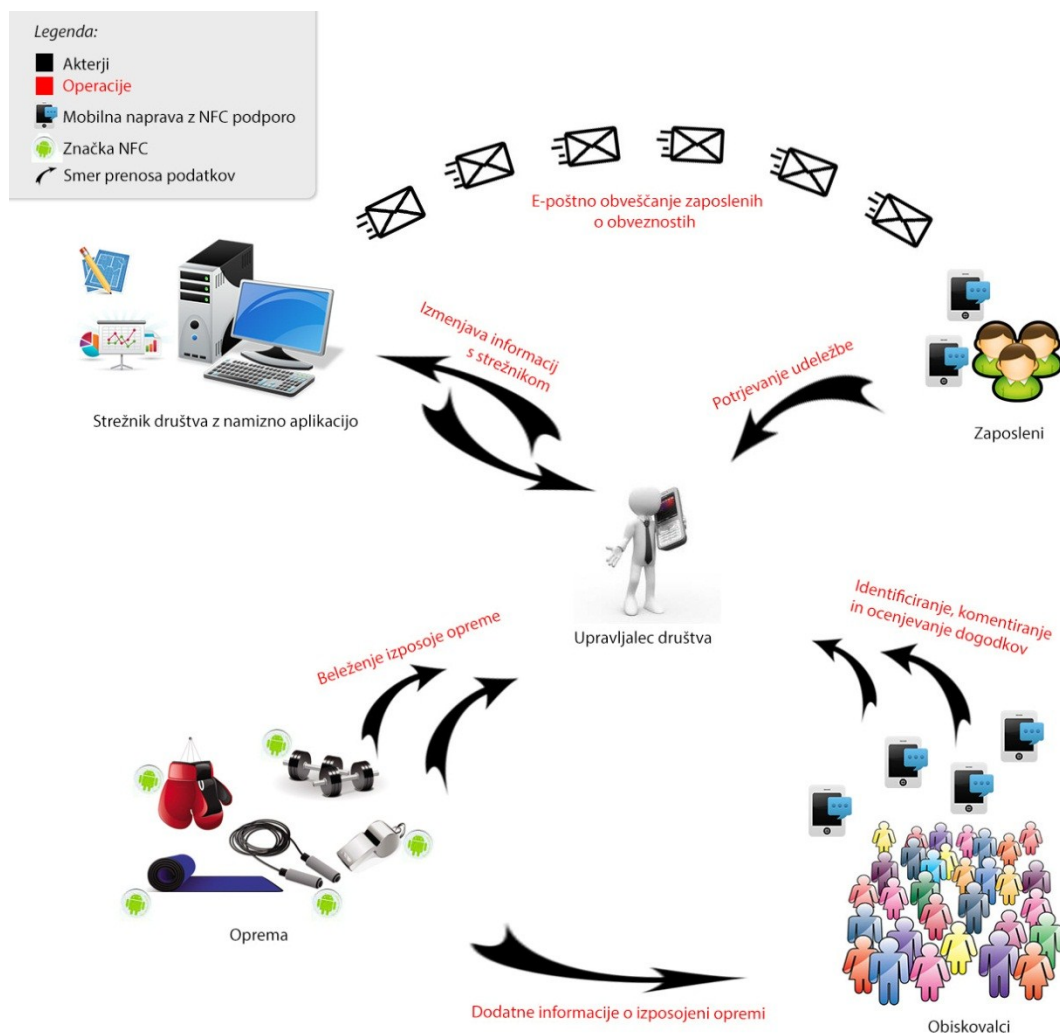 Legenda:
Akterji
Operacije
Mobilna naprava z NFC podporo
Značka NFC
Smer prenosa podatkov
E-poštno obveščanje zaposlenih
o obveznostih
Izmenjava informacij
s strežnikom
Potrjevanje udeležbe
Strežnik društva z namizno aplikacijo
Zaposleni
Upravljalec društva
Beleženje izposoje opreme
Identificiranje, komentiranje
in ocenjevanje dogodkov
Oprema
Dodatne informacije o izposojeni opremi
Obiskovalci